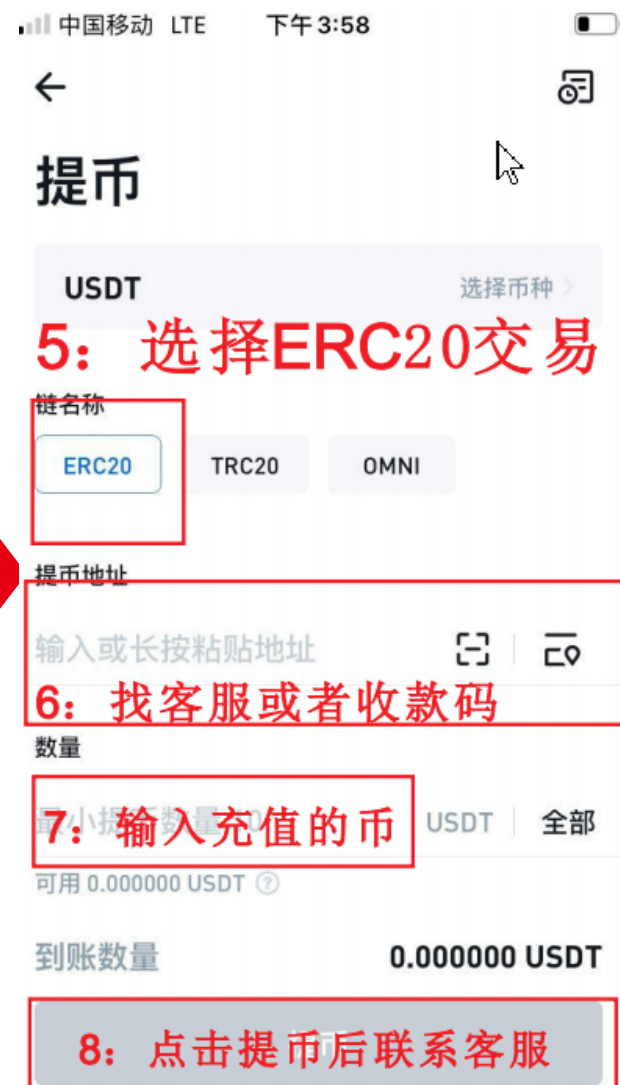 中国移动 LTE 下午3:58
提币
USDT 选择币种
5：选择ERC20交易
链名称
ERC20 TRC20 OMNI
提币地址
输入或长按粘贴地址
6：找客服或者收款码
数量
7：输入充值的币 USDT 全部
可用 0.000000 USDT
到账数量 0.000000 USDT
8：点击提币后联系客服